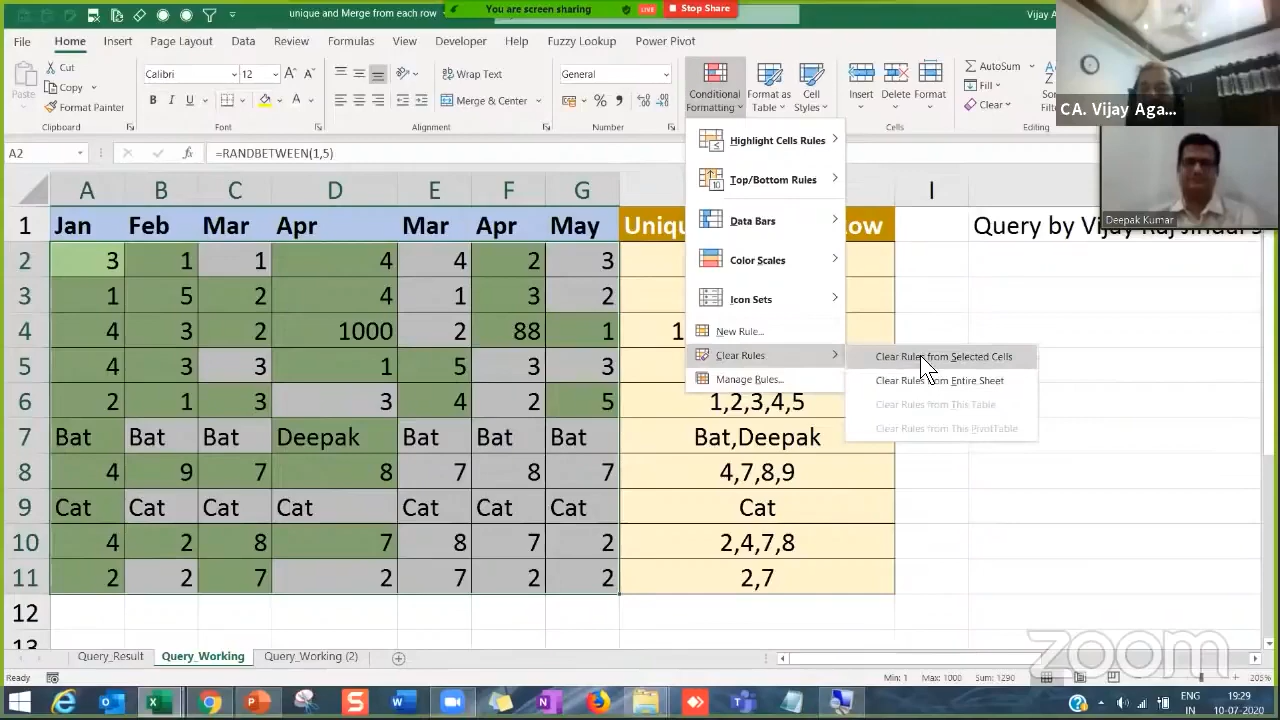 unique and Merge from each row
You are screen sharing
LIVE
Stop Share
Vijay A
File Home Insert Page Layout Data Review Formulas View Developer Help Fuzzy Lookup Power Pivot
Paste
Cut
Copy
Format Painter
Clipboard
Calibri 12
B I U
Font
Wrap Text
Merge & Center
Alignment
General
Number
Conditional Formatting
Format as Table
Cell Styles
Insert Delete Format
Cells
AutoSum
Fill
Clear
Editing
CA. Vijay Aga...
Deepak Kumar
A2
=RANDBETWEEN(1,5)
Highlight Cells Rules
Top/Bottom Rules
Data Bars
Color Scales
Icon Sets
New Rule...
Clear Rules
Manage Rules...
Clear Rules from Selected Cells
Clear Rules from Entire Sheet
Clear Rules from This Table
Clear Rules from This PivotTable
A B C D E F G I
1 Jan Feb Mar Apr Mar Apr May
Query by Vijay Raj Jindal
2 3 1 1 4 4 2 3
3 1 5 2 4 1 3 2
4 4 3 2 1000 2 88 1 1
5 4 3 3 1 5 3 3
6 2 1 3 3 4 2 5 1,2,3,4,5
7 Bat Bat Bat Deepak Bat Bat Bat Bat,Deepak
8 4 9 7 8 7 8 7 4,7,8,9
9 Cat Cat Cat Cat Cat Cat Cat Cat
10 4 2 8 7 8 7 2 2,4,7,8
11 2 2 7 2 7 2 2 2,7
12
13
zoom
Query_Result Query_Working Query_Working (2)
Ready Min: 1 Max: 1000 Sum: 1290 205%
ENG
IN
19:29
10-07-2020